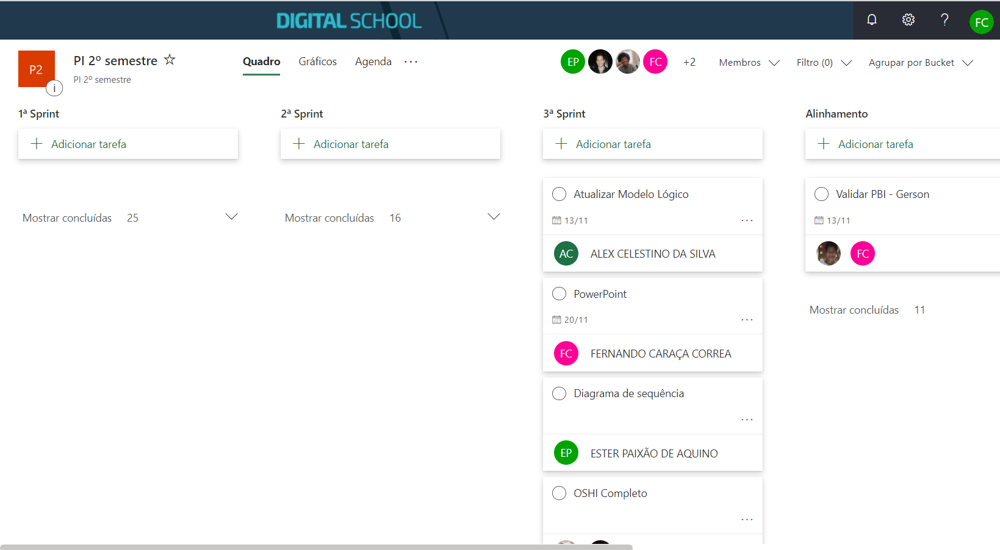 DIGITAL SCHOOL
?
FC
P2
i
PI 2º semestre
PI 2º semestre
Quadro
Gráficos
Agenda
...
EP
FC
+2
Membros
Filtro (0)
Agrupar por Bucket
1ª Sprint
+ Adicionar tarefa
Mostrar concluídas 25
2ª Sprint
+ Adicionar tarefa
Mostrar concluídas 16
3ª Sprint
+ Adicionar tarefa
Atualizar Modelo Lógico
13/11
...
AC ALEX CELESTINO DA SILVA
PowerPoint
20/11
...
FC FERNANDO CARAÇA CORREA
Diagrama de sequência
...
EP ESTER PAIXÃO DE AQUINO
OSHI Completo
...
Alinhamento
+ Adicionar tarefa
Validar PBI - Gerson
13/11
FC
Mostrar concluídas 11